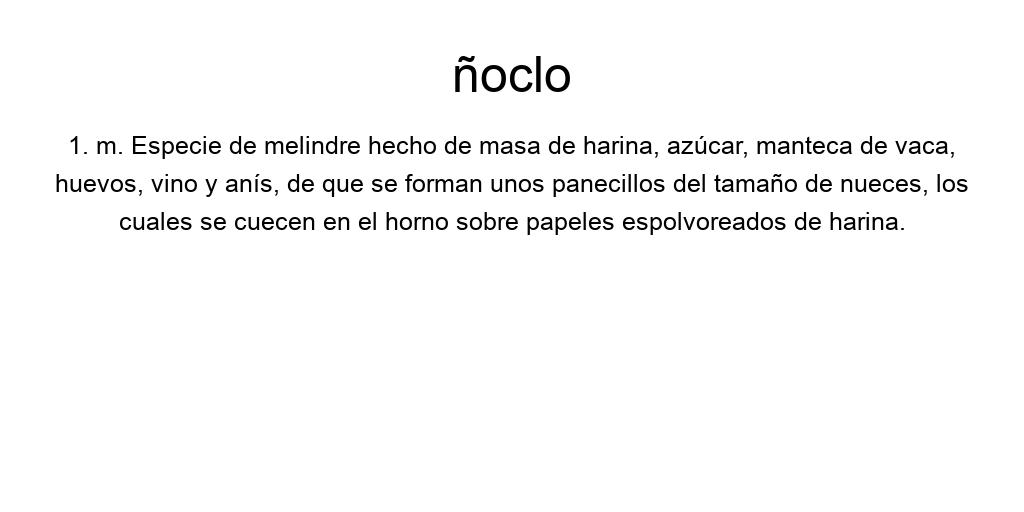 ñoclo
1. m. Especie de melindre hecho de masa de harina, azúcar, manteca de vaca,
huevos, vino y anís, de que se forman unos panecillos del tamaño de nueces, los
cuales se cuecen en el horno sobre papeles espolvoreados de harina.